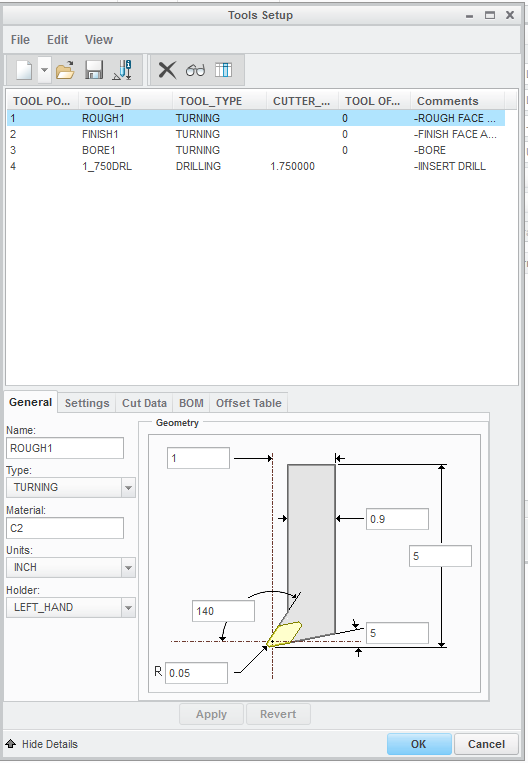 Tools Setup
File Edit View
TOOL PO... TOOL_ID TOOL_TYPE CUTTER_... TOOL OF... Comments
1 ROUGH1 TURNING 0 -ROUGH FACE ...
2 FINISH1 TURNING 0 -FINISH FACE A...
3 BORE1 TURNING 0 -BORE
4 1_750DRL DRILLING 1.750000 -IINSERT DRILL
General Settings Cut Data BOM Offset Table
Name:
ROUGH1
Type:
TURNING
Material:
C2
Units:
INCH
Holder:
LEFT_HAND
Geometry
1
0.9
5
140
5
R 0.05
Apply Revert
Hide Details OK Cancel